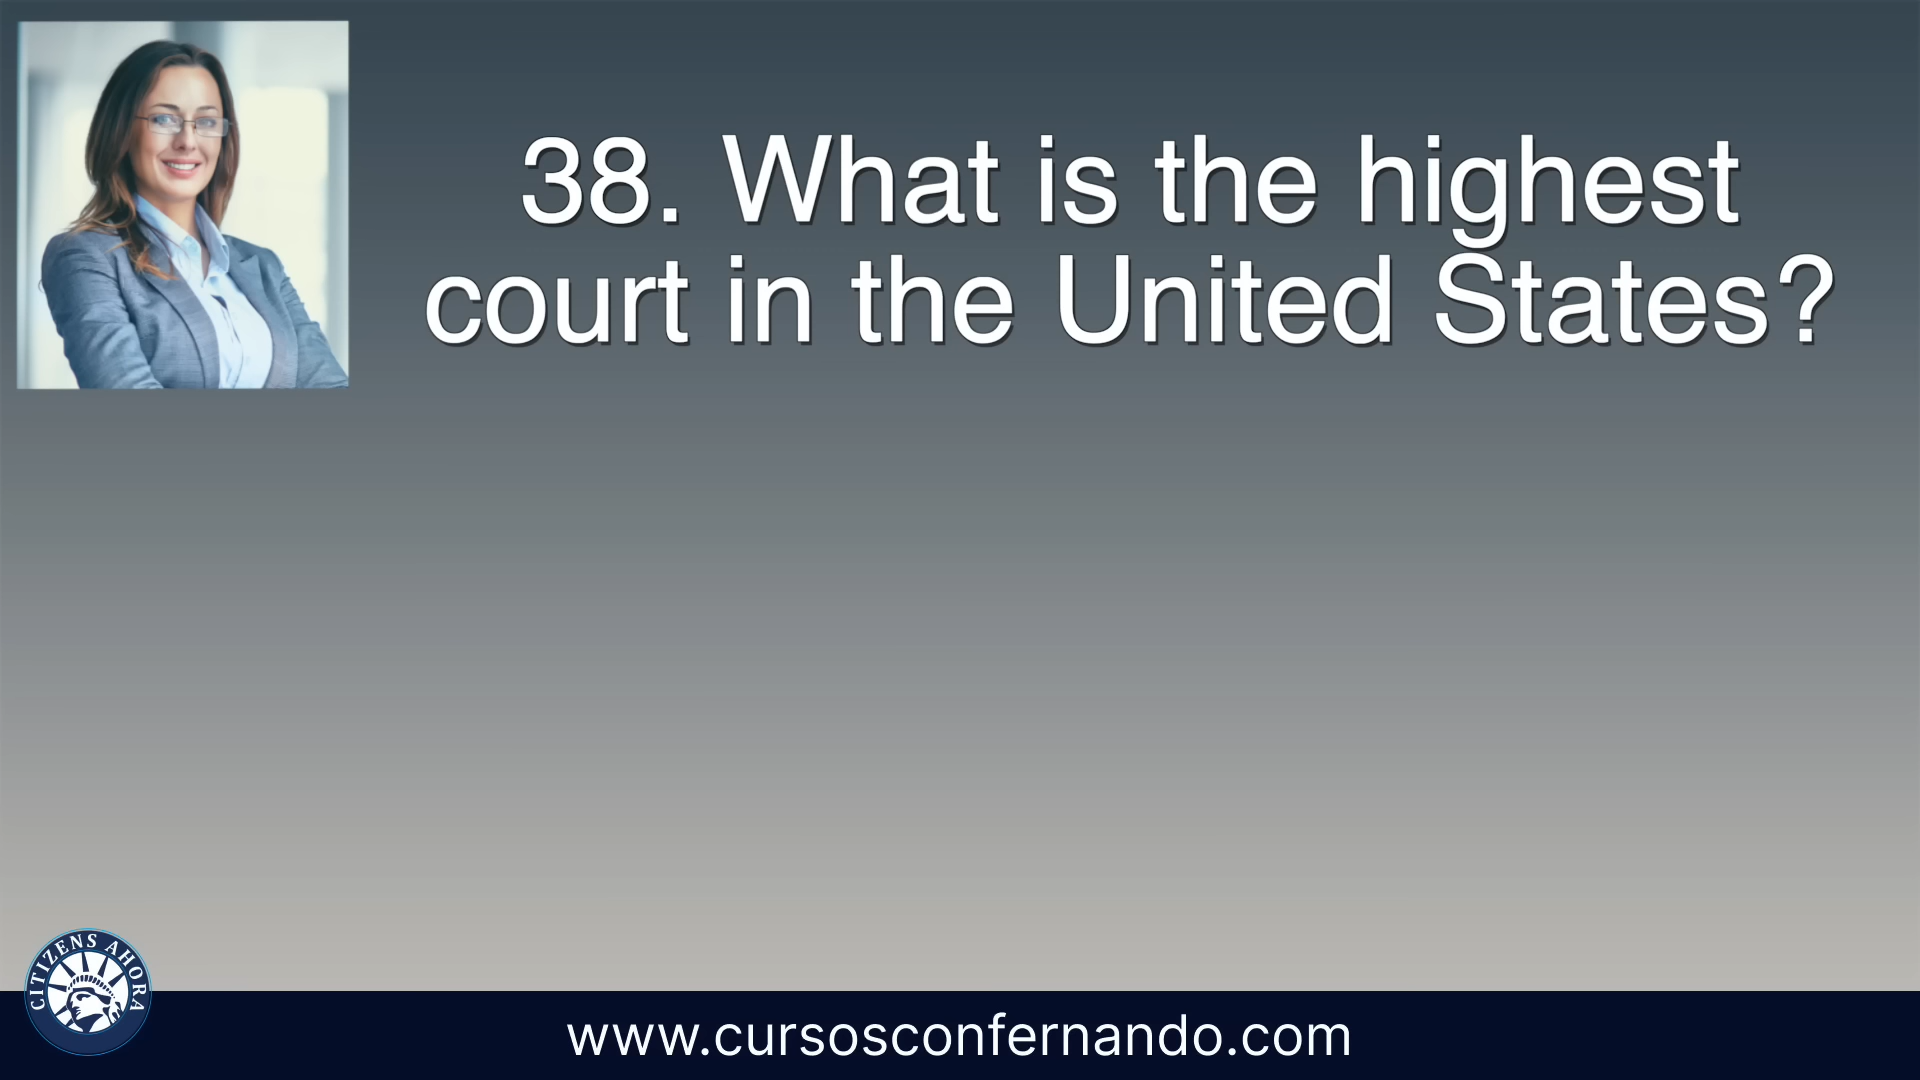 38. What is the highest
court in the United States?
CITIZENS AHORA
www.cursosconfernando.com